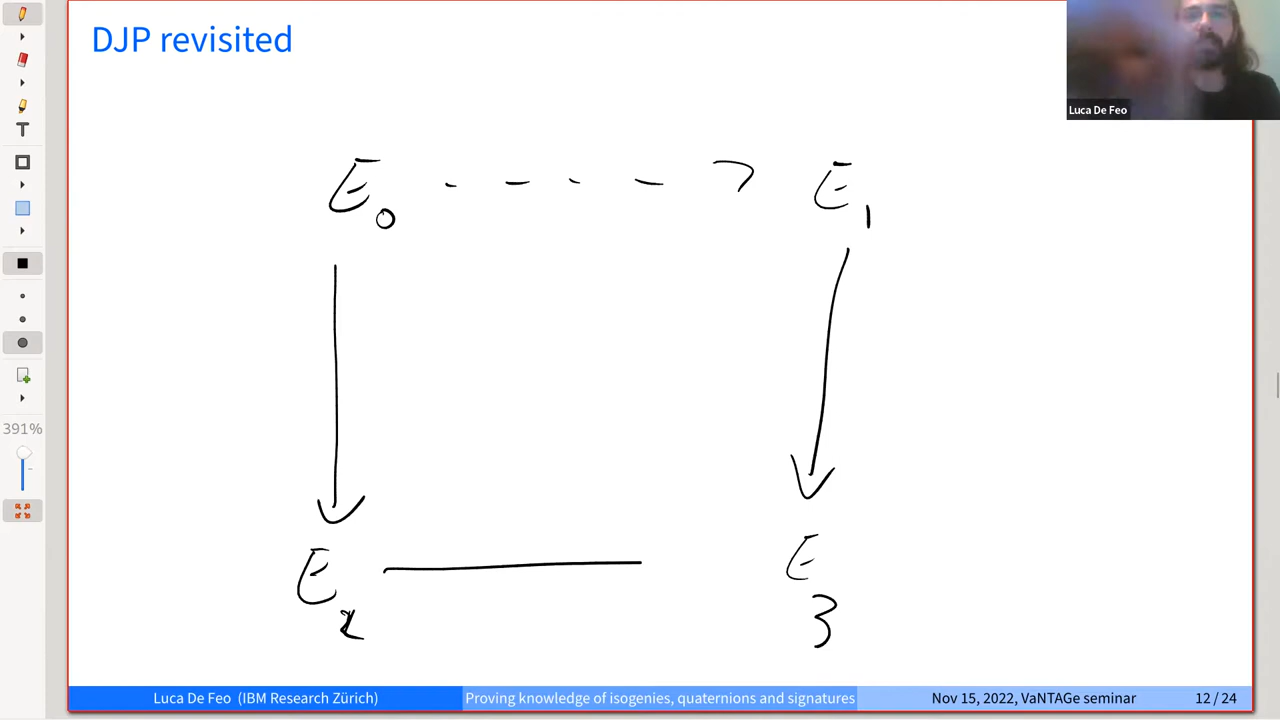 DJP revisited
Luca De Feo
E0 E1
T
391%
E2 E3
Luca De Feo (IBM Research Zürich) Proving knowledge of isogenies, quaternions and signatures Nov 15, 2022, VaNTAGe seminar 12 / 24